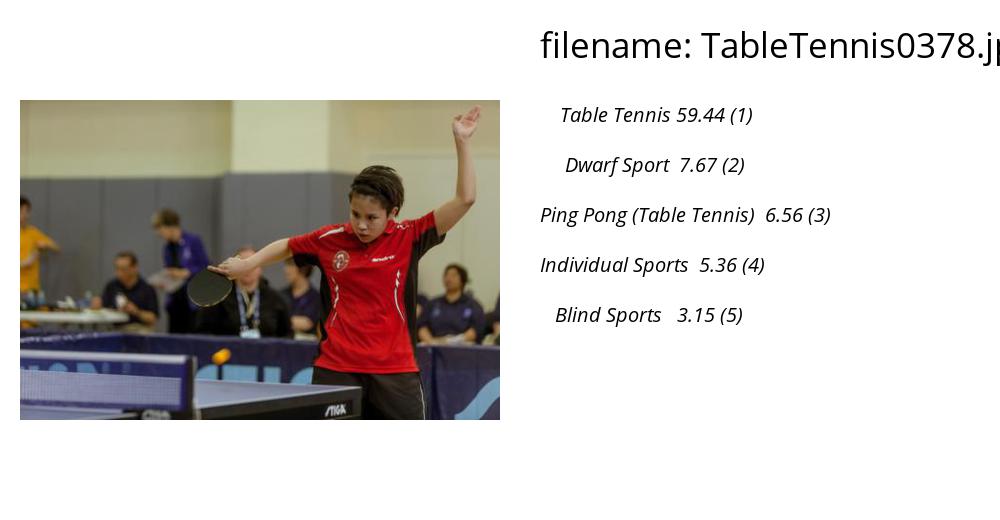 filename: TableTennis0378.jp
Table Tennis 59.44 (1)
Dwarf Sport 7.67 (2)
Ping Pong (Table Tennis) 6.56 (3)
Individual Sports 5.36 (4)
Blind Sports 3.15 (5)
STIGA